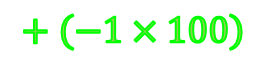 + (−1 × 100)